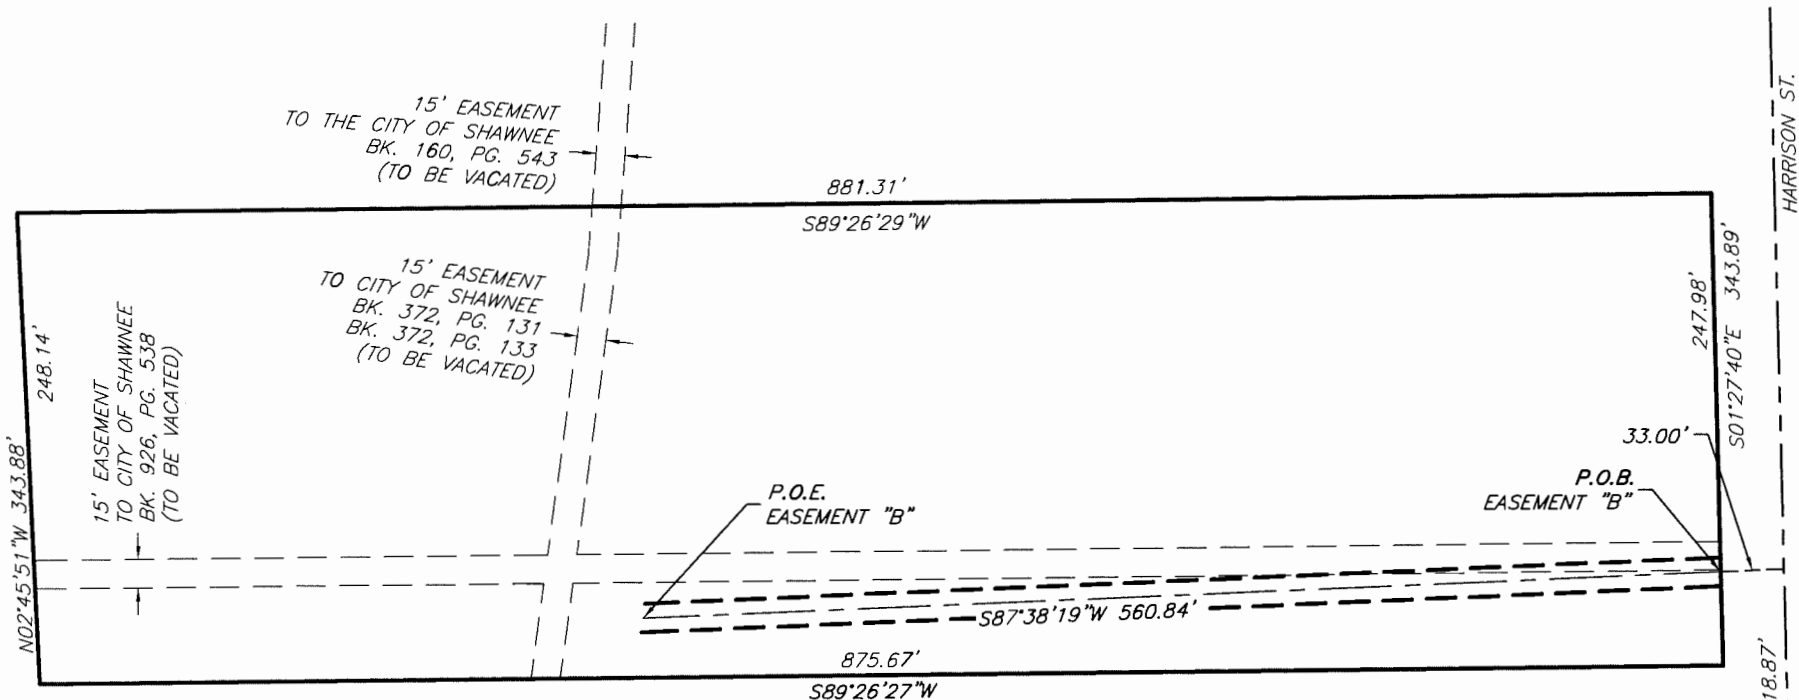 15' EASEMENT
TO THE CITY OF SHAWNEE
BK. 160, PG. 543
(TO BE VACATED)
881.31'
S89°26'29"W
HARRISON ST.
15' EASEMENT
TO CITY OF SHAWNEE
BK. 372, PG. 131
BK. 372, PG. 133
(TO BE VACATED)
248.14'
N02°45'51"W 343.88'
15' EASEMENT
TO CITY OF SHAWNEE
BK. 926, PG. 538
(TO BE VACATED)
247.98'
S01°27'40"E 343.89'
33.00'
P.O.E.
EASEMENT "B"
P.O.B.
EASEMENT "B"
S87°38'19"W 560.84'
875.67'
S89°26'27"W
18.87'